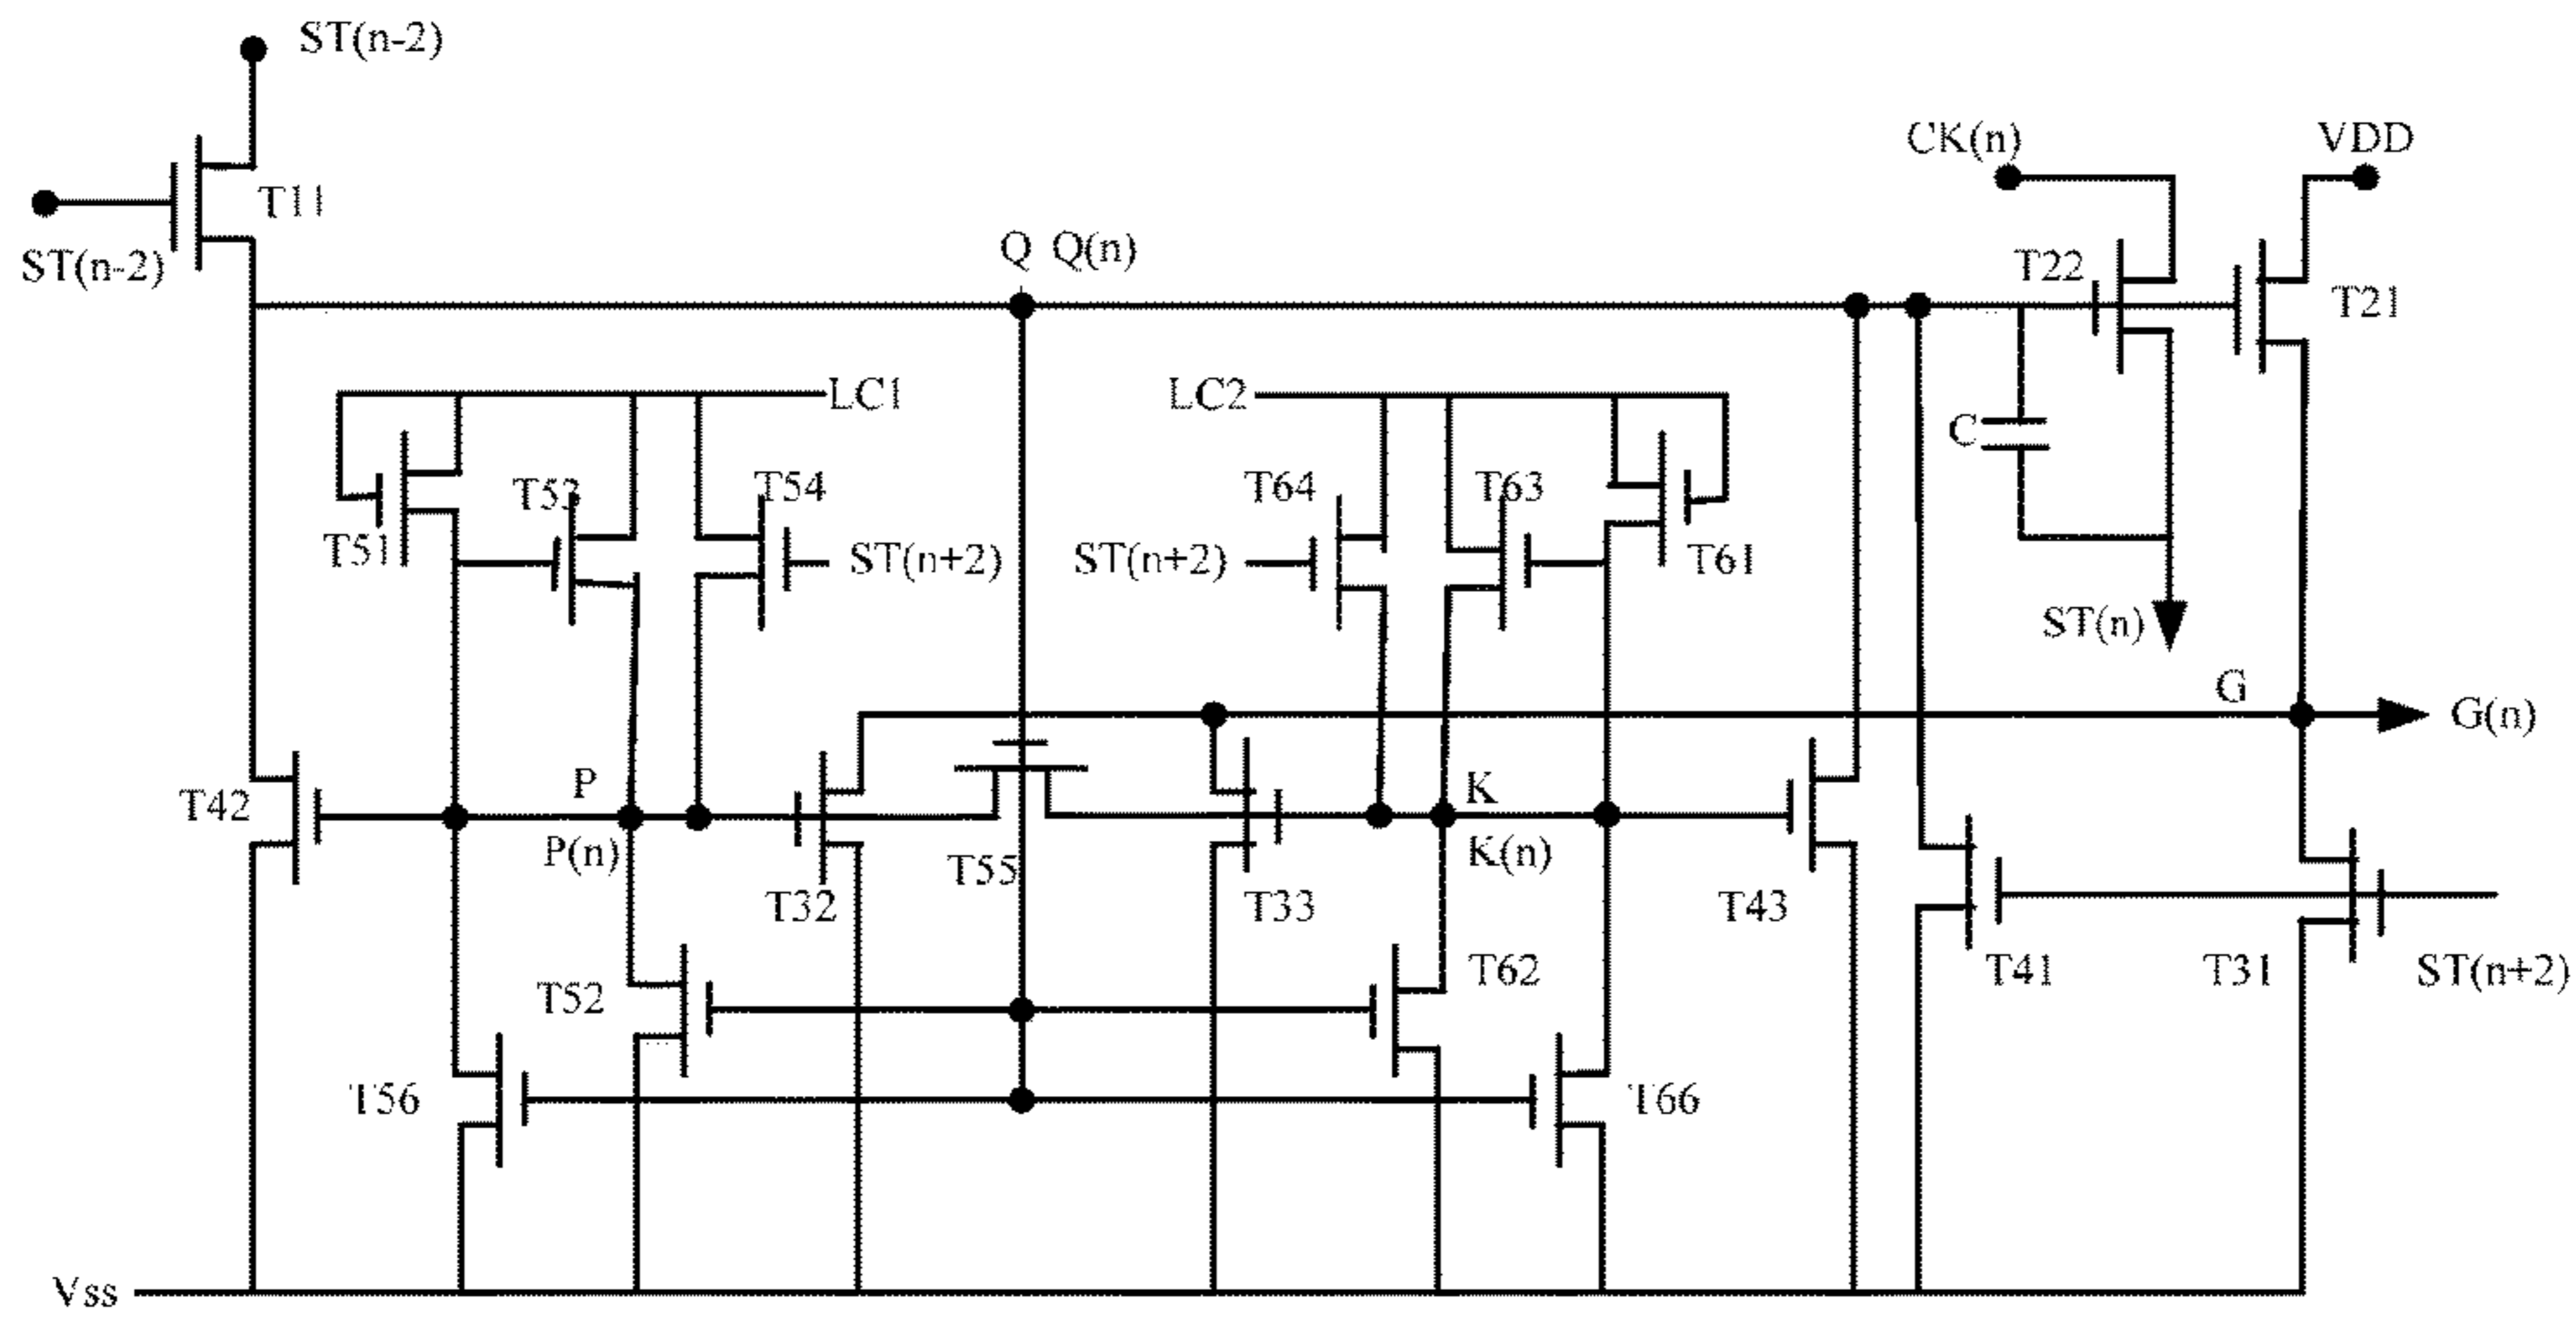 ST(n-2)
CK(n)
VDD
T11
ST(n-2)
Q Q(n)
T22
T21
LC1
LC2
C
T53
T54
T64
T63
T51
ST(n+2)
ST(n+2)
T61
ST(n)
G
G(n)
P
K
T42
P(n)
K(n)
T55
T32
T33
T43
T52
T62
T41
T31
ST(n+2)
T56
T66
Vss